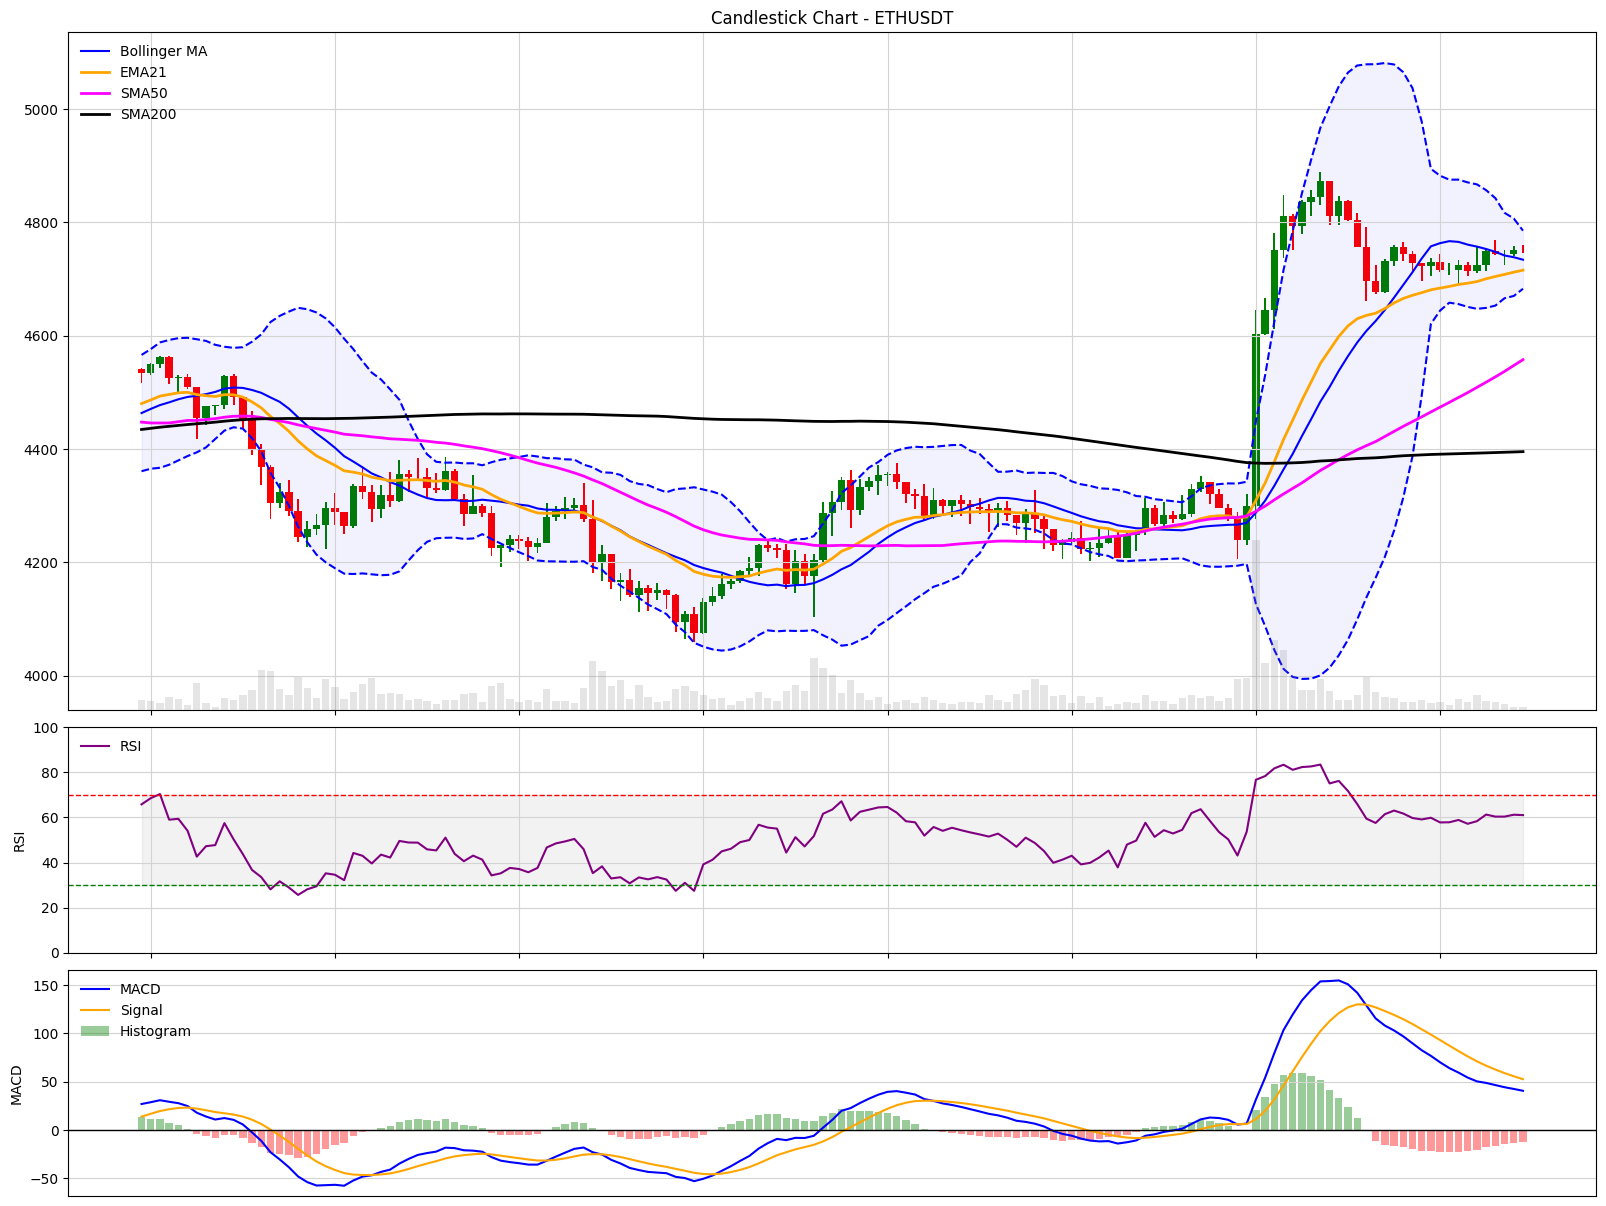 Candlestick Chart - ETHUSDT
Bollinger MA
EMA21
SMA50
SMA200
5000
4800
4600
4400
4200
4000
100
80
60
40
20
0
RSI
RSI
150
100
50
0
−50
MACD
MACD
Signal
Histogram